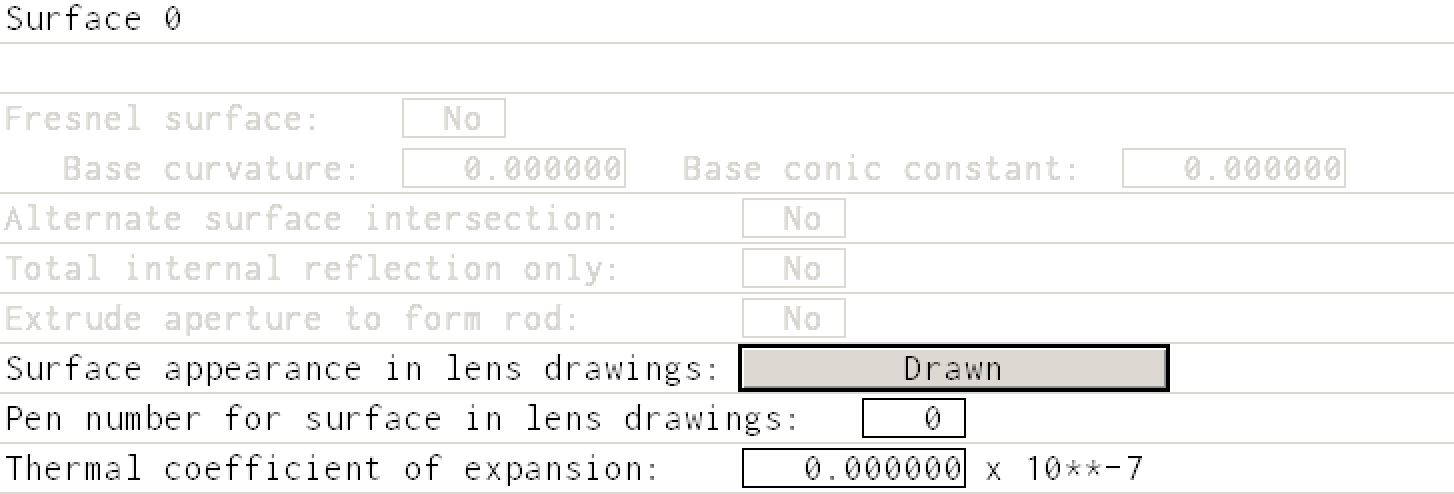 Surface 0
Fresnel surface: No
Base curvature: 0.000000 Base conic constant: 0.000000
Alternate surface intersection: No
Total internal reflection only: No
Extrude aperture to form rod: No
Surface appearance in lens drawings: Drawn
Pen number for surface in lens drawings: 0
Thermal coefficient of expansion: 0.000000 x 10**-7